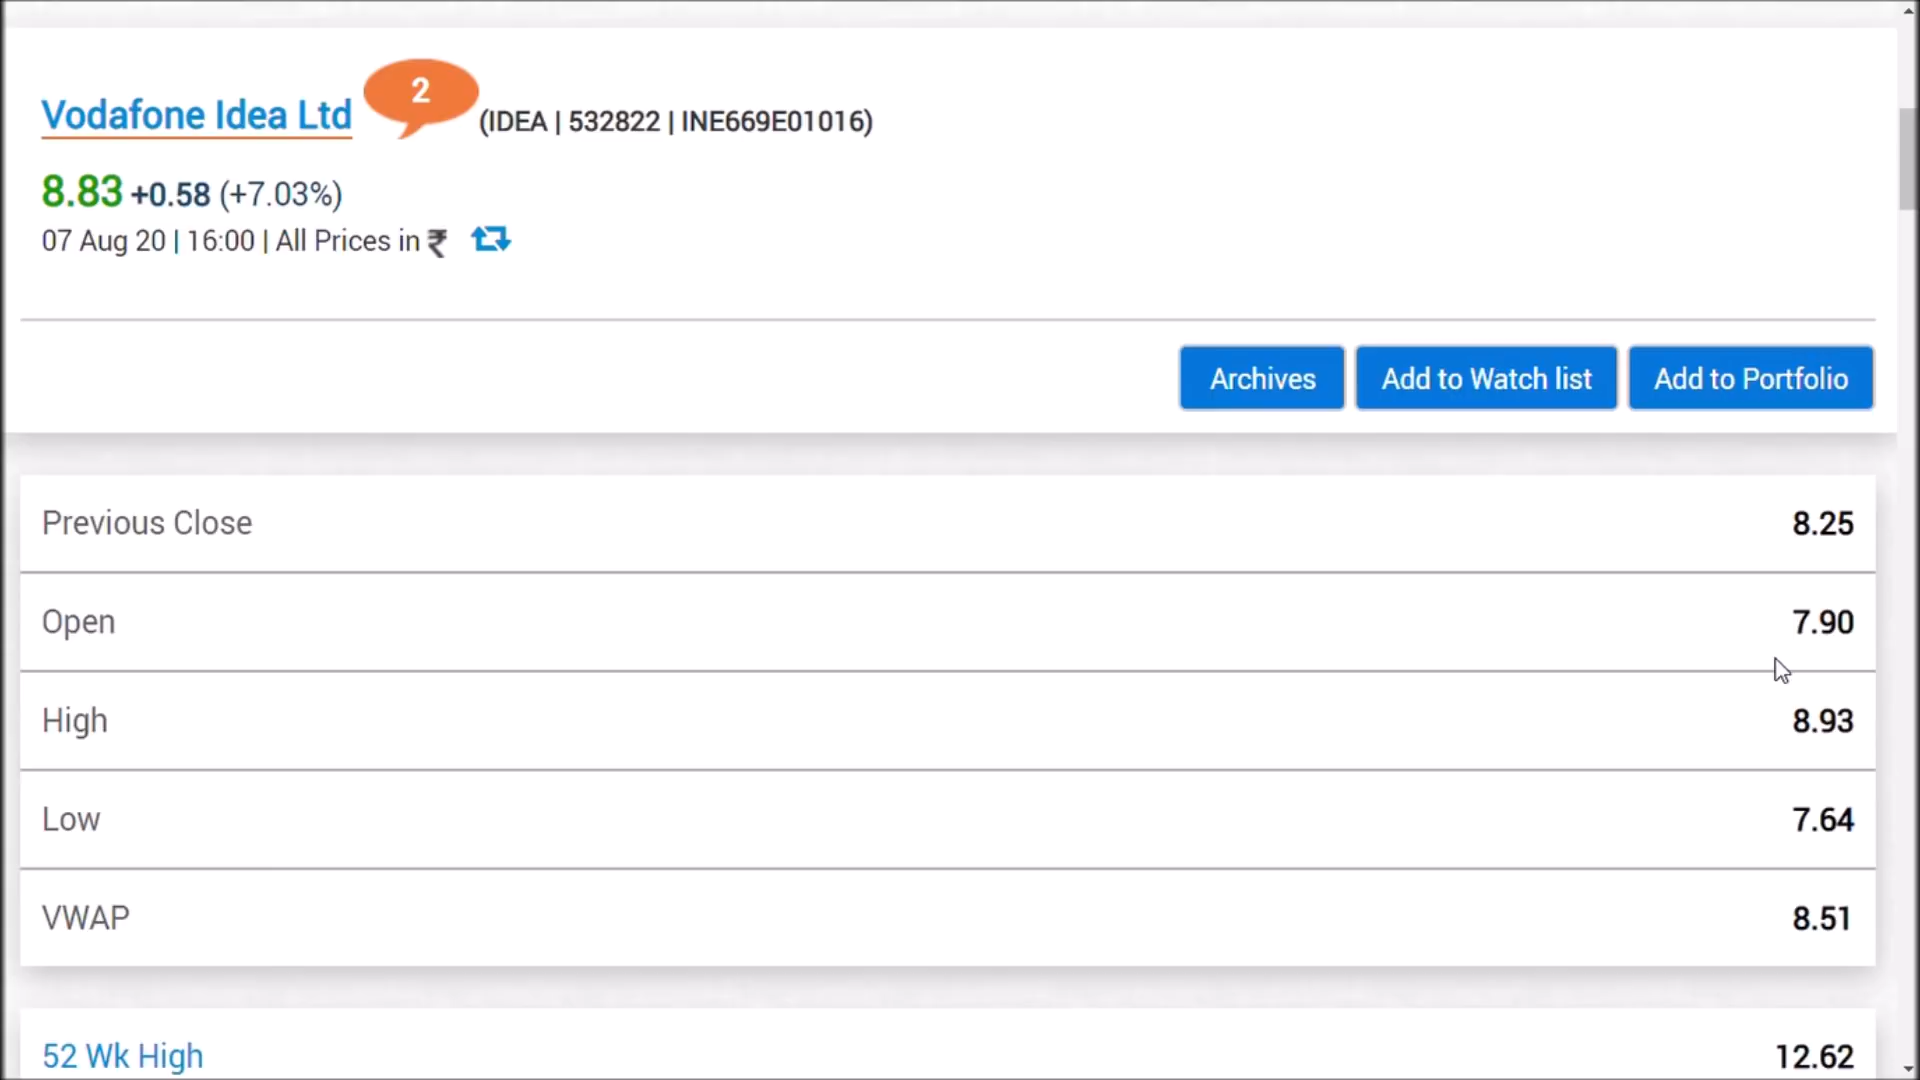 Vodafone Idea Ltd 2 (IDEA | 532822 | INE669E01016)
8.83 +0.58 (+7.03%)
07 Aug 20 | 16:00 | All Prices in ₹
Archives Add to Watch list Add to Portfolio
Previous Close 8.25
Open 7.90
High 8.93
Low 7.64
VWAP 8.51
52 Wk High 12.62